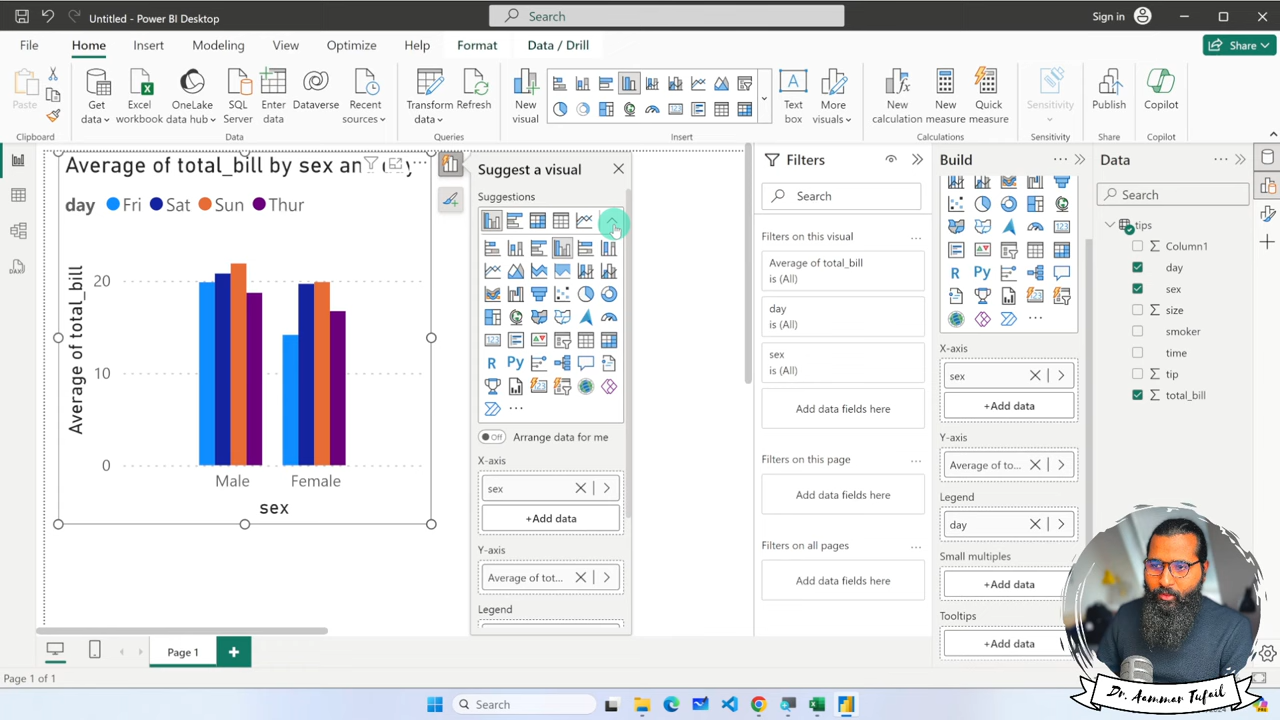 Untitled - Power BI Desktop
Search
Sign in
File
Home
Insert
Modeling
View
Optimize
Help
Format
Data / Drill
Share
Paste
Get data
Excel workbook
OneLake data hub
SQL Server
Enter data
Dataverse
Recent sources
Transform data
Refresh
New visual
Text box
More visuals
New calculation
New measure
Quick measure
Sensitivity
Publish
Copilot
Clipboard
Data
Queries
Insert
Calculations
Sensitivity
Share
Copilot
Average of total_bill by sex an
day
Fri
Sat
Sun
Thur
Average of total_bill
20
10
0
Male
Female
sex
Suggest a visual
Suggestions
R
Py
Off
Arrange data for me
X-axis
sex
+Add data
Y-axis
Average of tot...
Legend
Filters
Search
Filters on this visual
Average of total_bill
is (All)
day
is (All)
sex
is (All)
Add data fields here
Filters on this page
Add data fields here
Filters on all pages
Add data fields here
Build
R
Py
X-axis
sex
+Add data
Y-axis
Average of to...
Legend
day
Small multiples
+Add data
Tooltips
+Add data
Data
Search
tips
Column1
day
sex
size
smoker
time
tip
total_bill
Page 1
Page 1 of 1
Search
Dr. Aammar Tufail